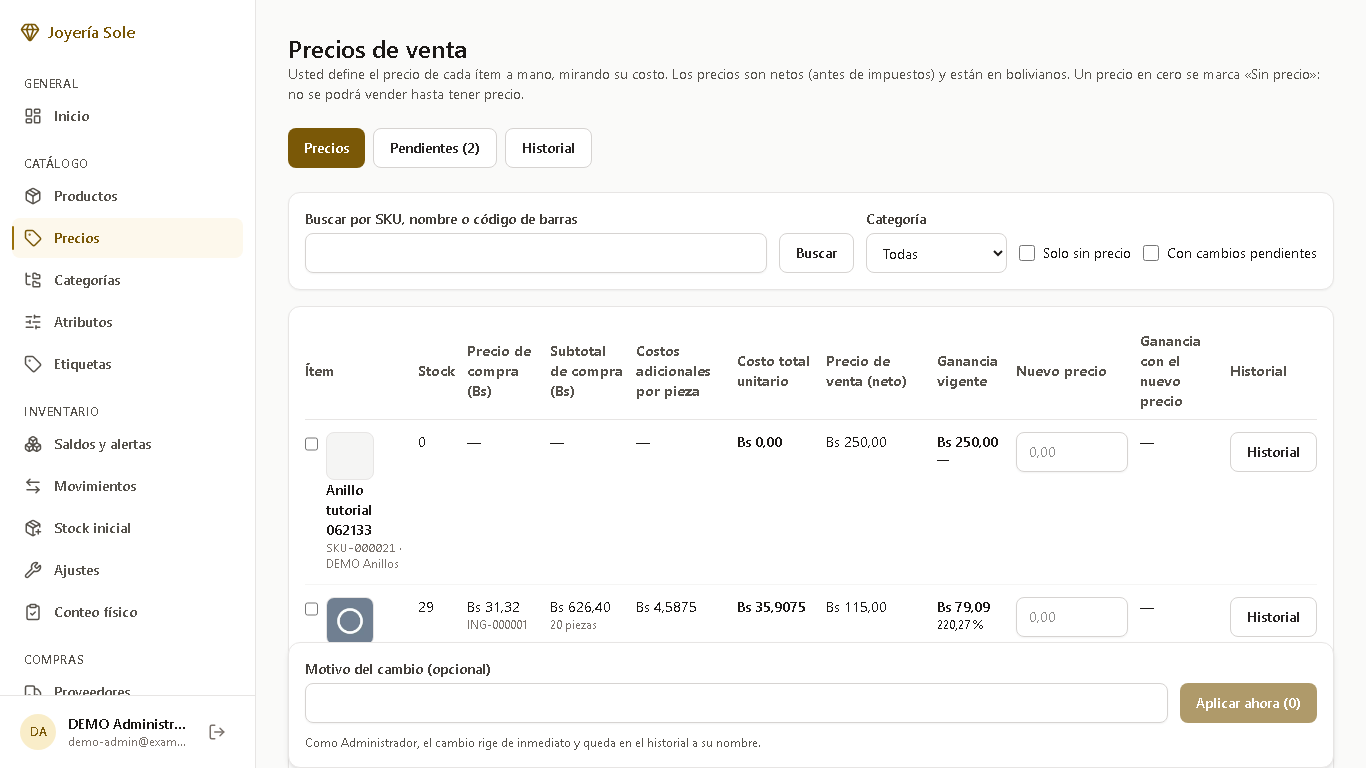 Joyería Sole
GENERAL
Inicio
CATÁLOGO
Productos
Precios
Categorías
Atributos
Etiquetas
INVENTARIO
Saldos y alertas
Movimientos
Stock inicial
Ajustes
Conteo físico
COMPRAS
Proveedores
DA
DEMO Administr...
demo-admin@exam...
Precios de venta
Usted define el precio de cada ítem a mano, mirando su costo. Los precios son netos (antes de impuestos) y están en bolivianos. Un precio en cero se marca «Sin precio»:
no se podrá vender hasta tener precio.
Precios
Pendientes (2)
Historial
Buscar por SKU, nombre o código de barras
Buscar
Categoría
Todas
Solo sin precio
Con cambios pendientes
Ítem
Stock
Precio de
compra
(Bs)
Subtotal
de compra
(Bs)
Costos
adicionales
por pieza
Costo total
unitario
Precio de
venta (neto)
Ganancia
vigente
Nuevo precio
Ganancia
con el
nuevo
precio
Historial
Anillo
tutorial
062133
SKU-000021 ·
DEMO Anillos
0
—
—
—
Bs 0,00
Bs 250,00
Bs 250,00
—
0,00
—
Historial
29
Bs 31,32
ING-000001
Bs 626,40
20 piezas
Bs 4,5875
Bs 35,9075
Bs 115,00
Bs 79,09
220,27 %
0,00
—
Historial
Motivo del cambio (opcional)
Aplicar ahora (0)
Como Administrador, el cambio rige de inmediato y queda en el historial a su nombre.